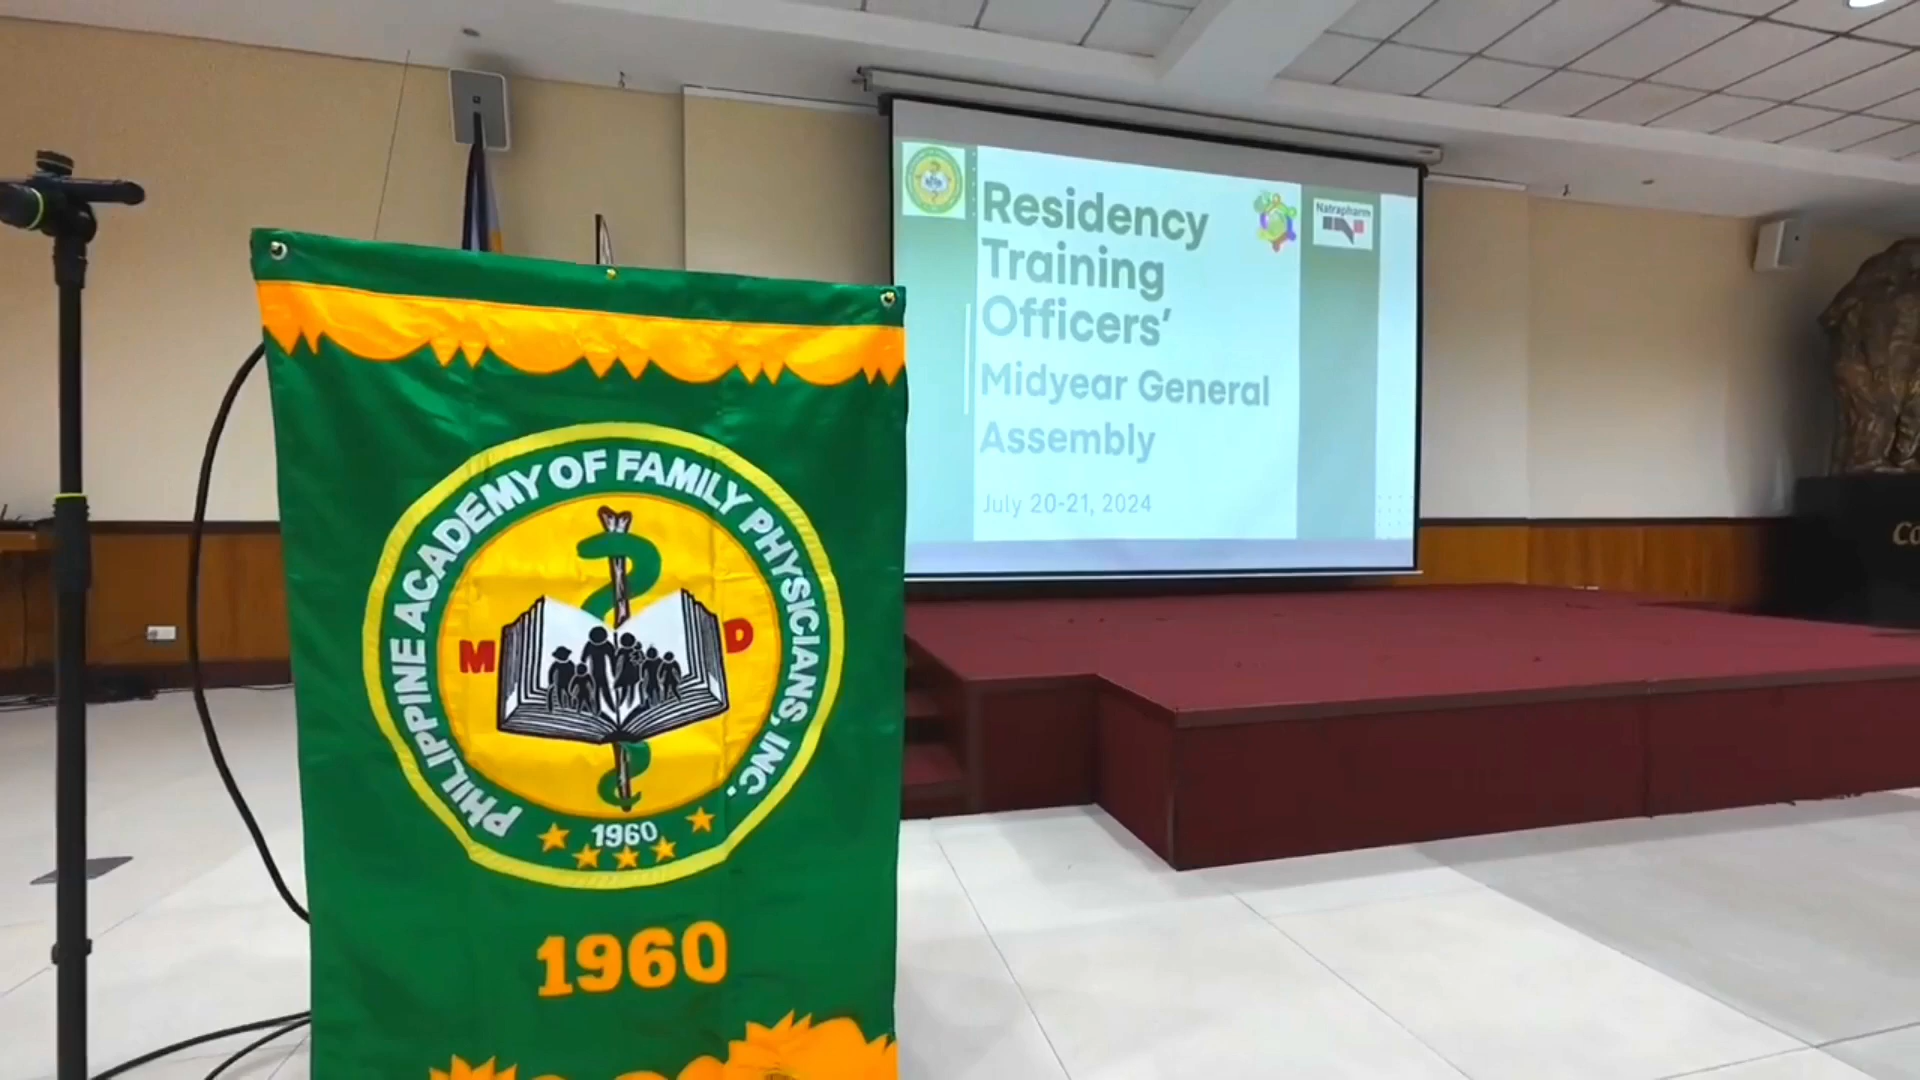 PHILIPPINE ACADEMY OF FAMILY PHYSICIANS, INC.
M D
1960
1960
Residency
Training
Officers’
Midyear General
Assembly
July 20-21, 2024
Natrapharm